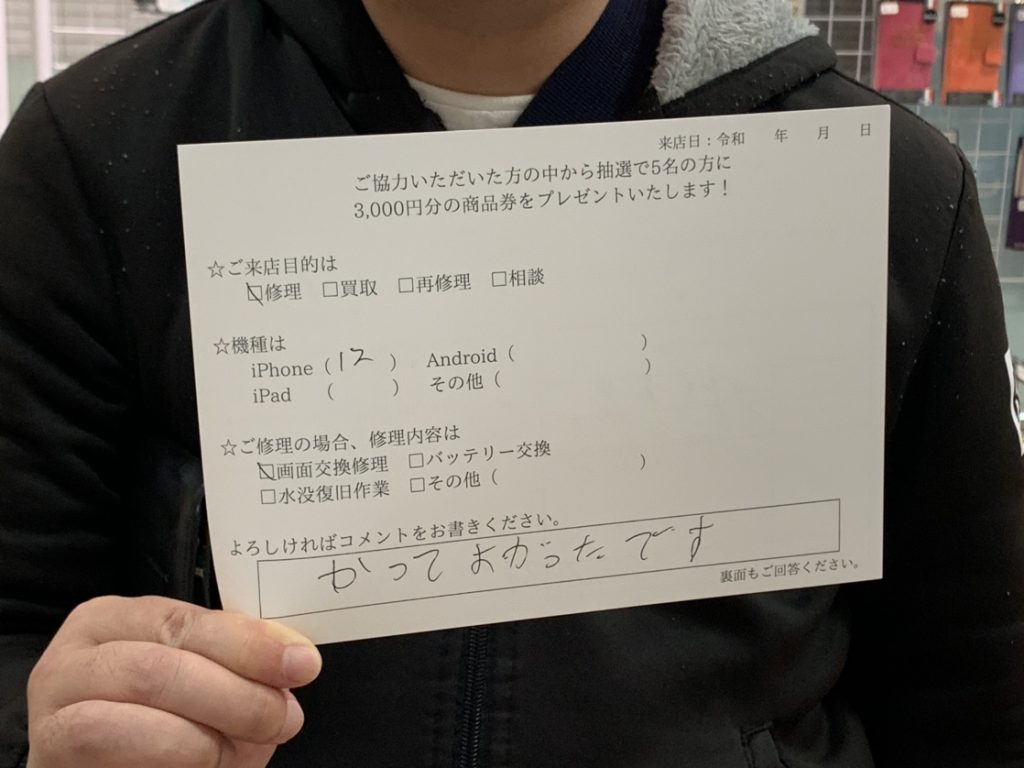 来店日：令和　　年　　月　　日
ご協力いただいた方の中から抽選で5名の方に
3,000円分の商品券をプレゼントいたします！
☆ご来店目的は
☑修理　□買取　□再修理　□相談
☆機種は
iPhone（12　）　Android（　　　　　　）
iPad　（　　　）　その他（　　　　　　　）
☆ご修理の場合、修理内容は
☑画面交換修理　□バッテリー交換
□水没復旧作業　□その他（　　　　　　　）
よろしければコメントをお書きください。
かってよかったです
裏面もご回答ください。